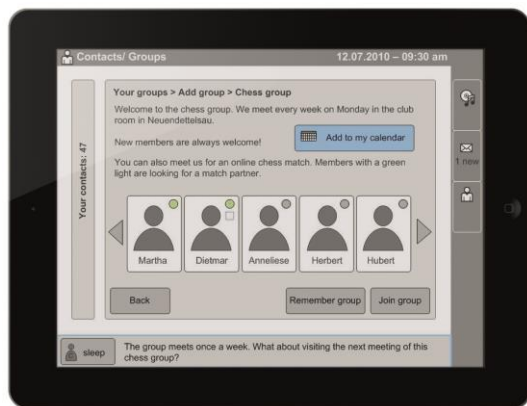 Contacts/ Groups
12.07.2010 – 09:30 am
Your contacts: 47
Your groups > Add group > Chess group
Welcome to the chess group. We meet every week on Monday in the club
room in Neuendettelsau.
New members are always welcome!
Add to my calendar
You can also meet us for an online chess match. Members with a green
light are looking for a match partner.
1 new
Martha
Dietmar
Anneliese
Herbert
Hubert
Back
Remember group
Join group
sleep
The group meets once a week. What about visiting the next meeting of this
chess group?